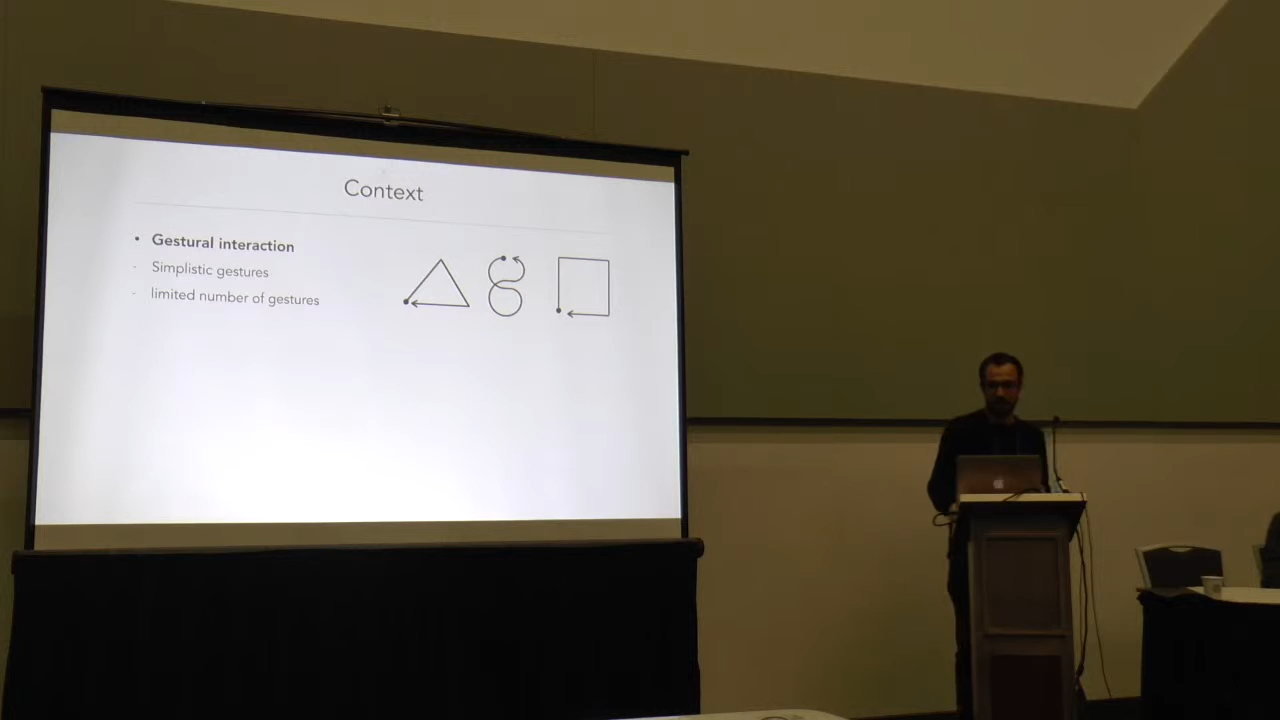 Context
• Gestural interaction
- Simplistic gestures
- limited number of gestures